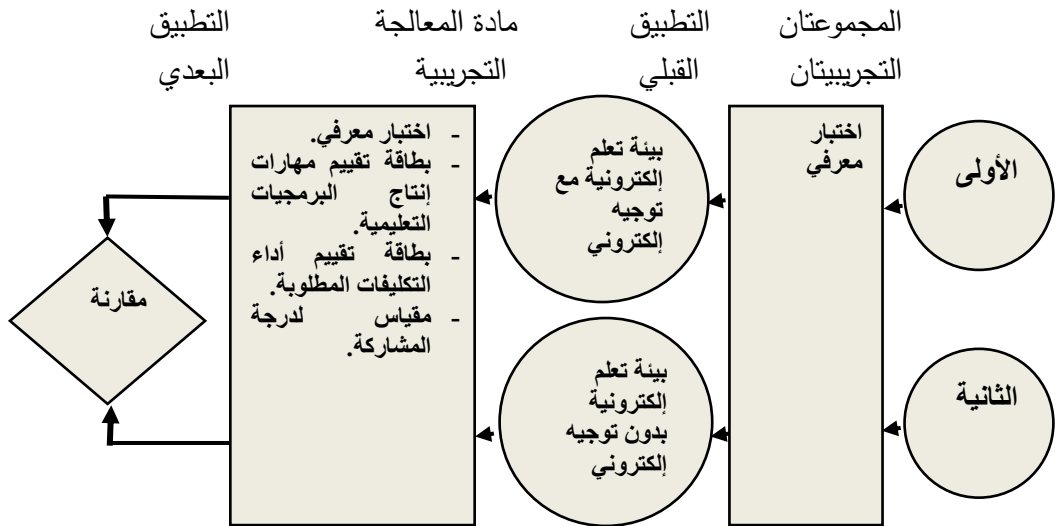 المجموعتان
التجريبيتان
التطبيق
القبلي
مادة المعالجة
التجريبية
التطبيق
البعدي
الأولى
الثانية
اختبار
معرفي
بيئة تعلم
إلكترونية مع
توجيه
إلكتروني
بيئة تعلم
إلكترونية
بدون توجيه
إلكتروني
- اختبار معرفي.
- بطاقة تقييم مهارات
إنتاج البرمجيات
التعليمية.
- بطاقة تقييم أداء
التكليفات المطلوبة.
- مقياس لدرجة
المشاركة.
مقارنة